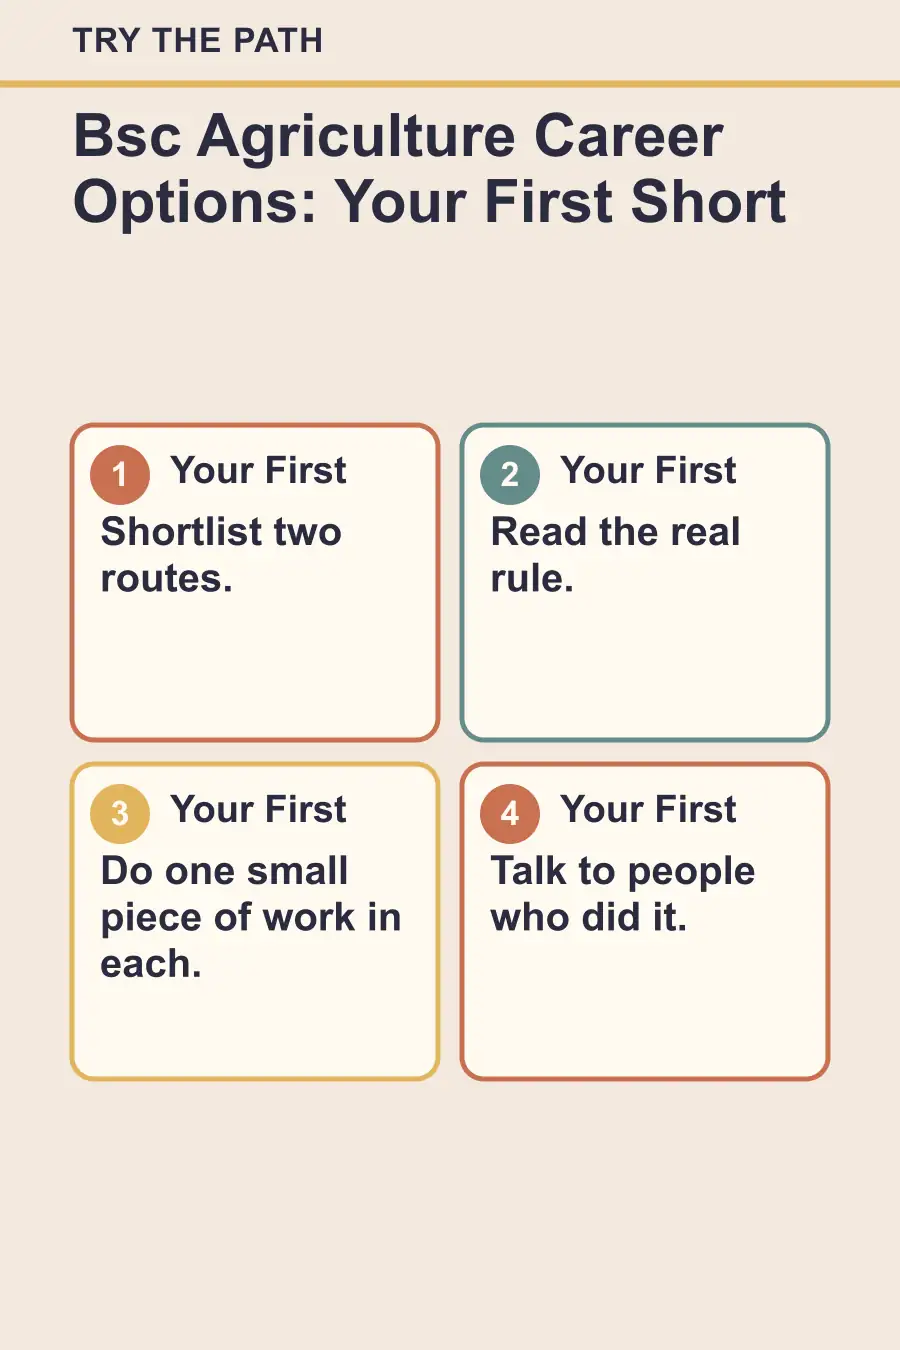 TRY THE PATH
Bsc Agriculture Career
Options: Your First Short
1 Your First
Shortlist two
routes.
2 Your First
Read the real
rule.
3 Your First
Do one small
piece of work in
each.
4 Your First
Talk to people
who did it.